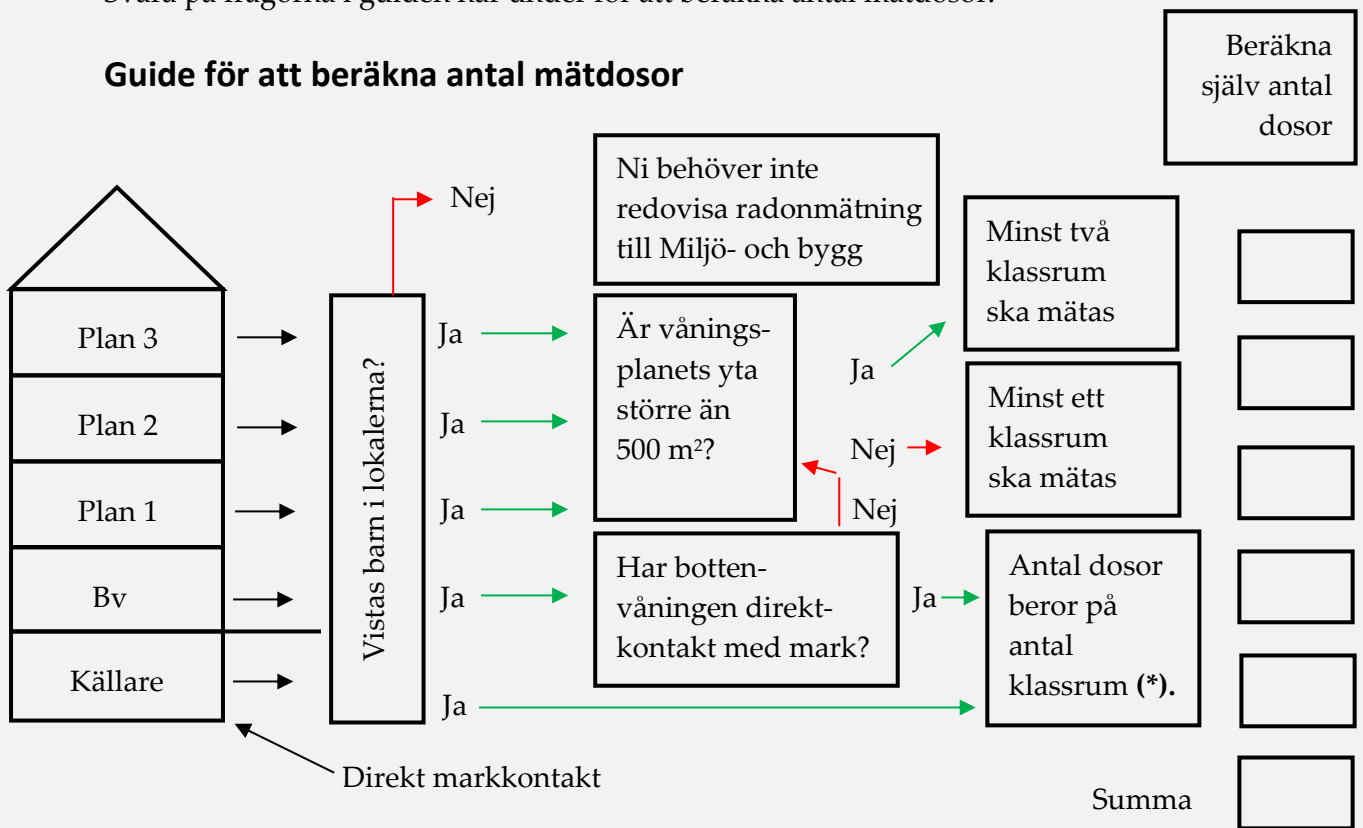 Guide för att beräkna antal mätdosor
Beräkna
själv antal
dosor
Plan 3
Plan 2
Plan 1
Bv
Källare
Direkt markkontakt
Vistas barn i lokalerna?
Nej
Ja
Ja
Ja
Ja
Ja
Ni behöver inte
redovisa radonmätning
till Miljö- och bygg
Är vånings-
planets yta
större än
500 m²?
Ja
Nej
Nej
Har botten-
våningen direkt-
kontakt med mark?
Ja
Minst två
klassrum
ska mätas
Minst ett
klassrum
ska mätas
Antal dosor
beror på
antal
klassrum (*).
Summa